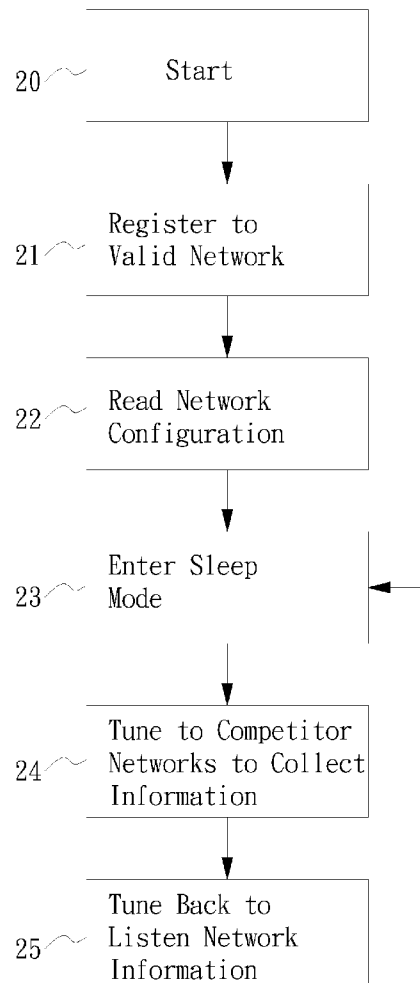 20
Start
21
Register to
Valid Network
22
Read Network
Configuration
23
Enter Sleep
Mode
24
Tune to Competitor
Networks to Collect
Information
25
Tune Back to
Listen Network
Information